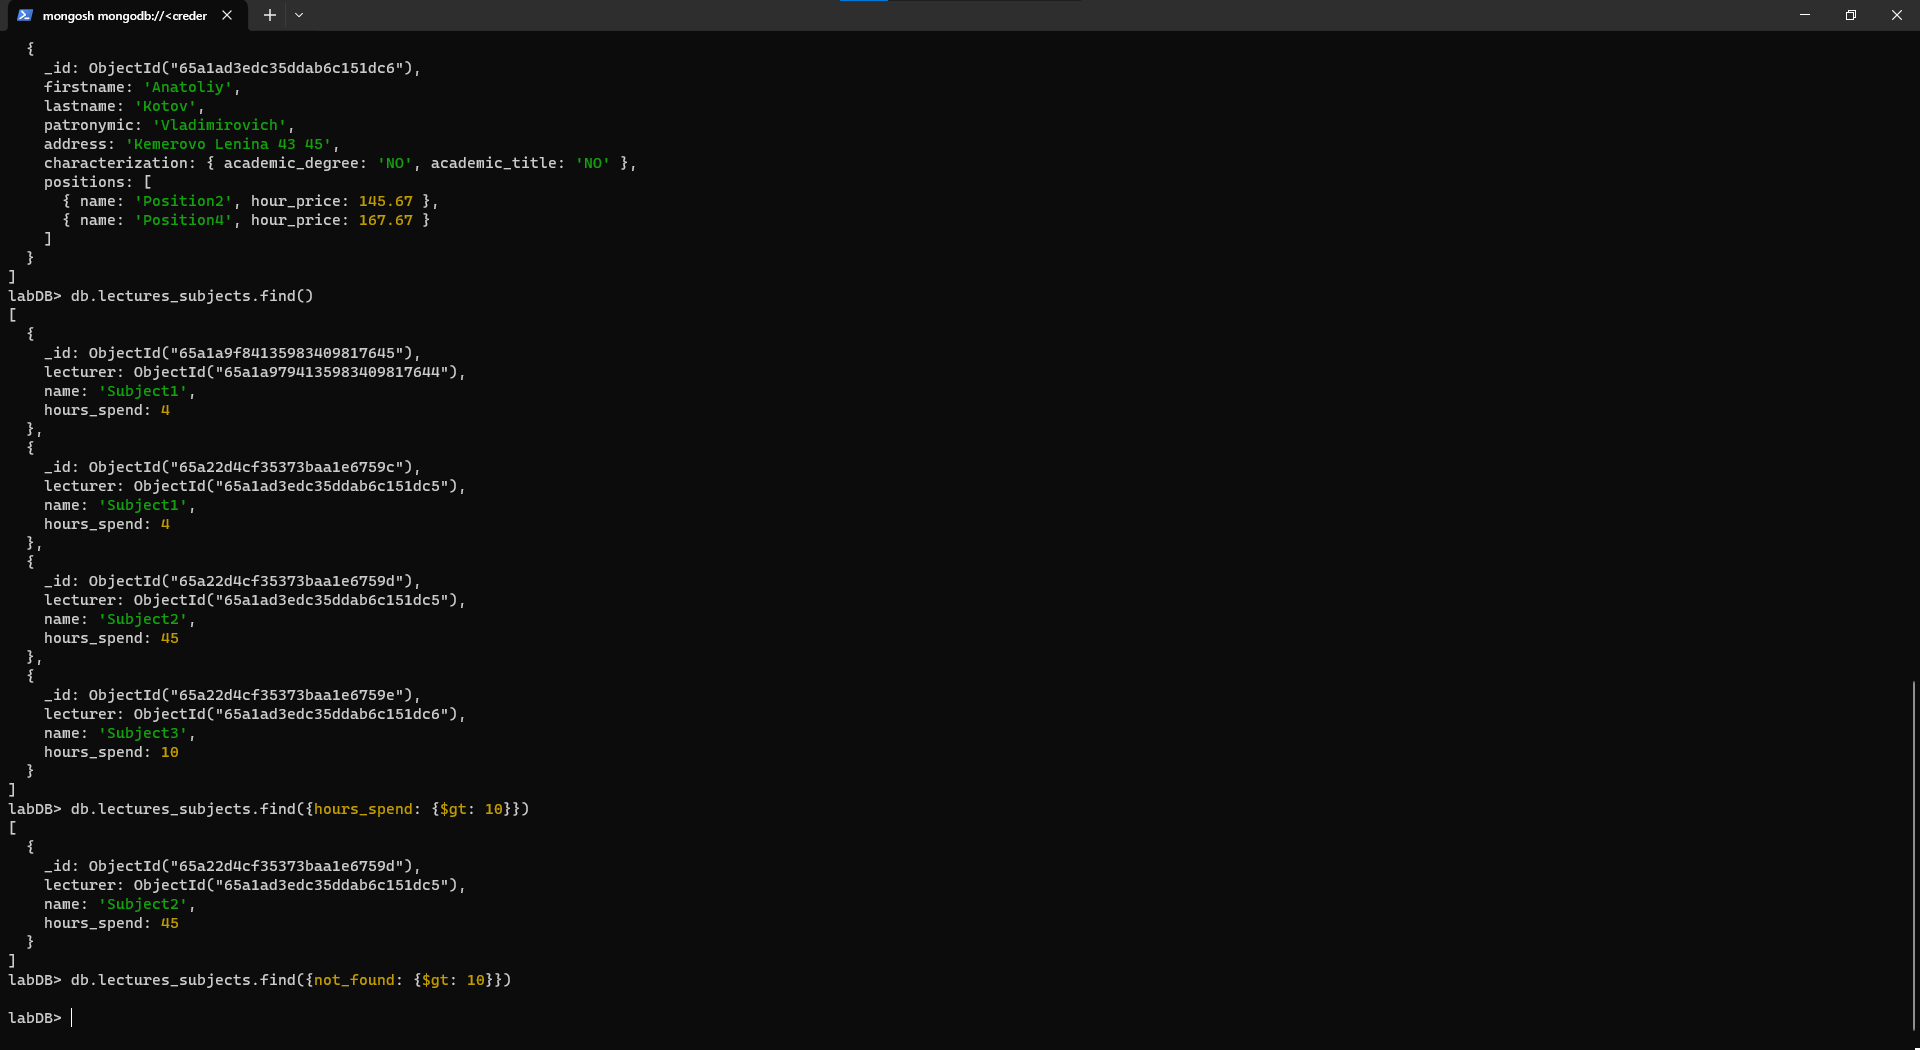 mongosh mongodb://<creder
  {
    _id: ObjectId("65a1ad3edc35ddab6c151dc6"),
    firstname: 'Anatoliy',
    lastname: 'Kotov',
    patronymic: 'Vladimirovich',
    address: 'Kemerovo Lenina 43 45',
    characterization: { academic_degree: 'NO', academic_title: 'NO' },
    positions: [
      { name: 'Position2', hour_price: 145.67 },
      { name: 'Position4', hour_price: 167.67 }
    ]
  }
]
labDB> db.lectures_subjects.find()
[
  {
    _id: ObjectId("65a1a9f84135983409817645"),
    lecturer: ObjectId("65a1a9794135983409817644"),
    name: 'Subject1',
    hours_spend: 4
  },
  {
    _id: ObjectId("65a22d4cf35373baa1e6759c"),
    lecturer: ObjectId("65a1ad3edc35ddab6c151dc5"),
    name: 'Subject1',
    hours_spend: 4
  },
  {
    _id: ObjectId("65a22d4cf35373baa1e6759d"),
    lecturer: ObjectId("65a1ad3edc35ddab6c151dc5"),
    name: 'Subject2',
    hours_spend: 45
  },
  {
    _id: ObjectId("65a22d4cf35373baa1e6759e"),
    lecturer: ObjectId("65a1ad3edc35ddab6c151dc6"),
    name: 'Subject3',
    hours_spend: 10
  }
]
labDB> db.lectures_subjects.find({hours_spend: {$gt: 10}})
[
  {
    _id: ObjectId("65a22d4cf35373baa1e6759d"),
    lecturer: ObjectId("65a1ad3edc35ddab6c151dc5"),
    name: 'Subject2',
    hours_spend: 45
  }
]
labDB> db.lectures_subjects.find({not_found: {$gt: 10}})
labDB>